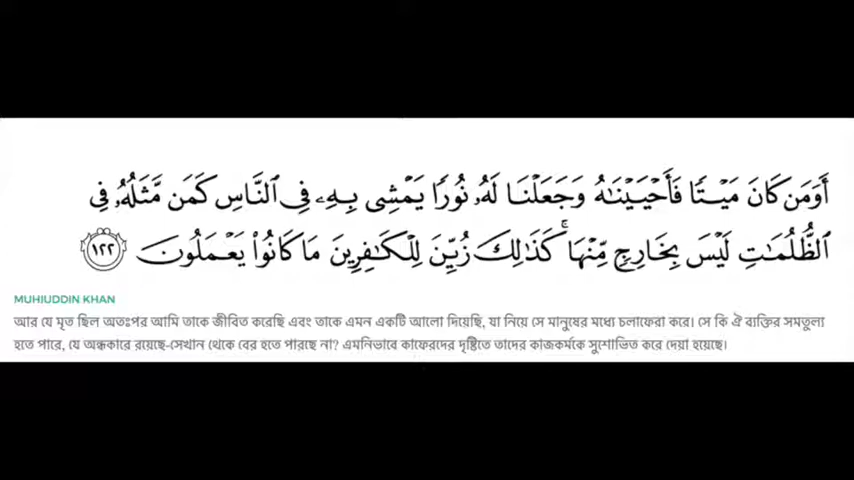 أَوَمَن كَانَ مَيْتًا فَأَحْيَيْنَـٰهُ وَجَعَلْنَا لَهُۥ نُورًا يَمْشِى بِهِۦ فِى ٱلنَّاسِ كَمَن مَّثَلُهُۥ فِى
ٱلظُّلُمَـٰتِ لَيْسَ بِخَارِجٍ مِّنْهَا ۚ كَذَٰلِكَ زُيِّنَ لِلْكَـٰفِرِينَ مَا كَانُوا۟ يَعْمَلُونَ ١٢٢
MUHIUDDIN KHAN
আর যে মৃত ছিল অতঃপর আমি তাকে জীবিত করেছি এবং তাকে এমন একটি আলো দিয়েছি, যা নিয়ে সে মানুষের মধ্যে চলাফেরা করে। সে কি ঐ ব্যক্তির সমতুল্য
হতে পারে, যে অন্ধকারে রয়েছে-সেখান থেকে বের হতে পারছে না? এমনিভাবে কাফেরদের দৃষ্টিতে তাদের কাজকর্মকে সুশোভিত করে দেয়া হয়েছে।